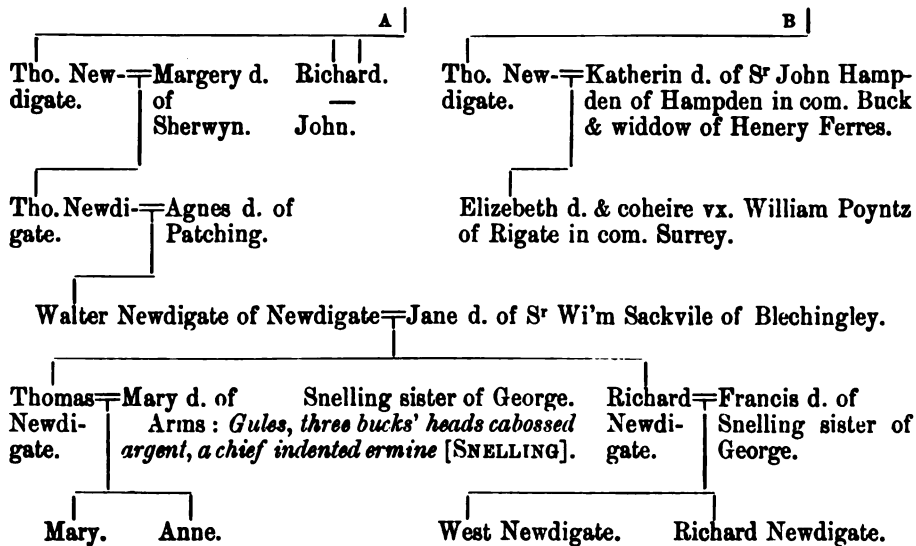 A B
Tho. New- Margery d. Richard. Tho. New- Katherin d. of Sr John Hamp-
digate. of — digate. den of Hampden in com. Buck
Sherwyn. John. & widdow of Henery Ferres.
Tho. Newdi- Agnes d. of Elizebeth d. & coheire vx. William Poyntz
gate. Patching. of Rigate in com. Surrey.
Walter Newdigate of Newdigate Jane d. of Sr Wi'm Sackvile of Blechingley.
Thomas Mary d. of Snelling sister of George. Richard Francis d. of
Newdi- Arms : Gules, three bucks' heads cabossed Newdi- Snelling sister of
gate. argent, a chief indented ermine [SNELLING]. gate. George.
Mary. Anne. West Newdigate. Richard Newdigate.